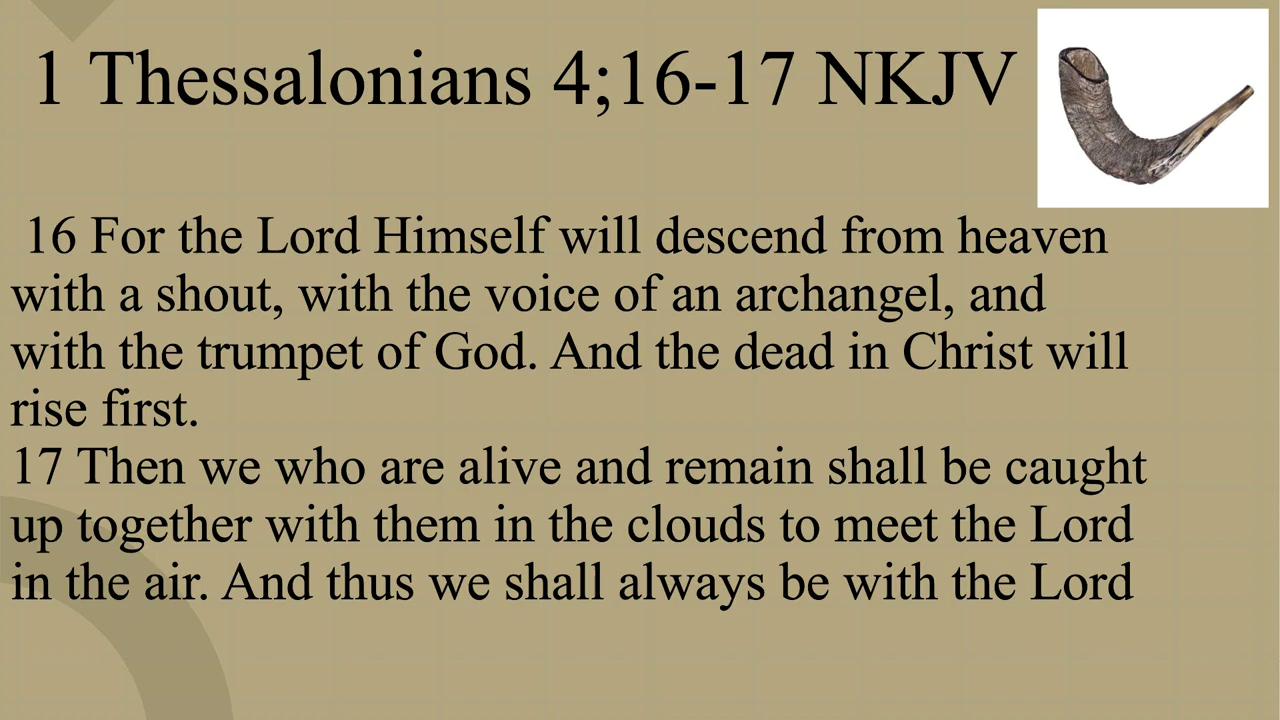 1 Thessalonians 4;16-17 NKJV
16 For the Lord Himself will descend from heaven
with a shout, with the voice of an archangel, and
with the trumpet of God. And the dead in Christ will
rise first.
17 Then we who are alive and remain shall be caught
up together with them in the clouds to meet the Lord
in the air. And thus we shall always be with the Lord